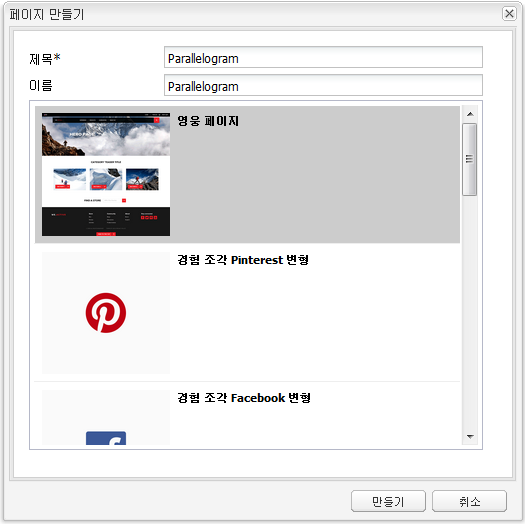 페이지 만들기
제목*
Parallelogram
이름
Parallelogram
영웅 페이지
경험 조각 Pinterest 변형
경험 조각 Facebook 변형
만들기
취소